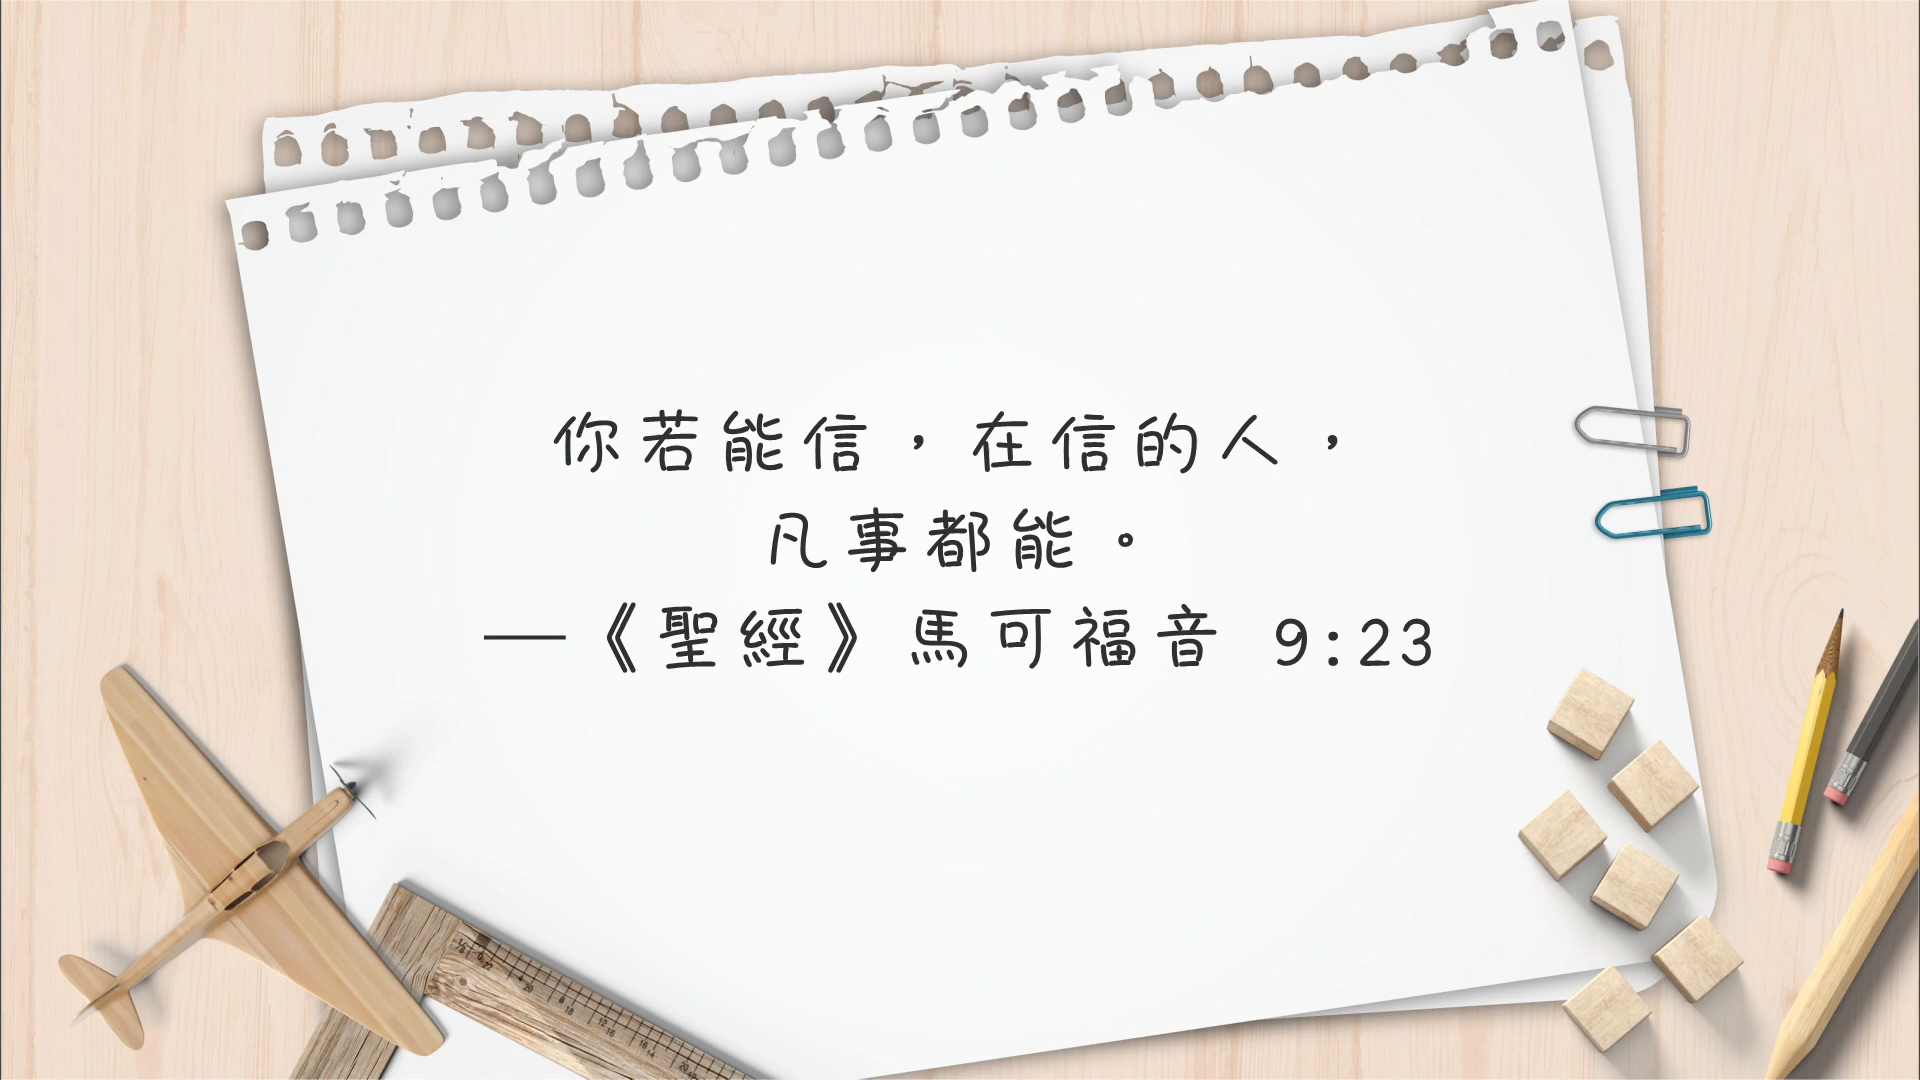 你若能信，在信的人，
凡事都能。
—《聖經》馬可福音 9:23